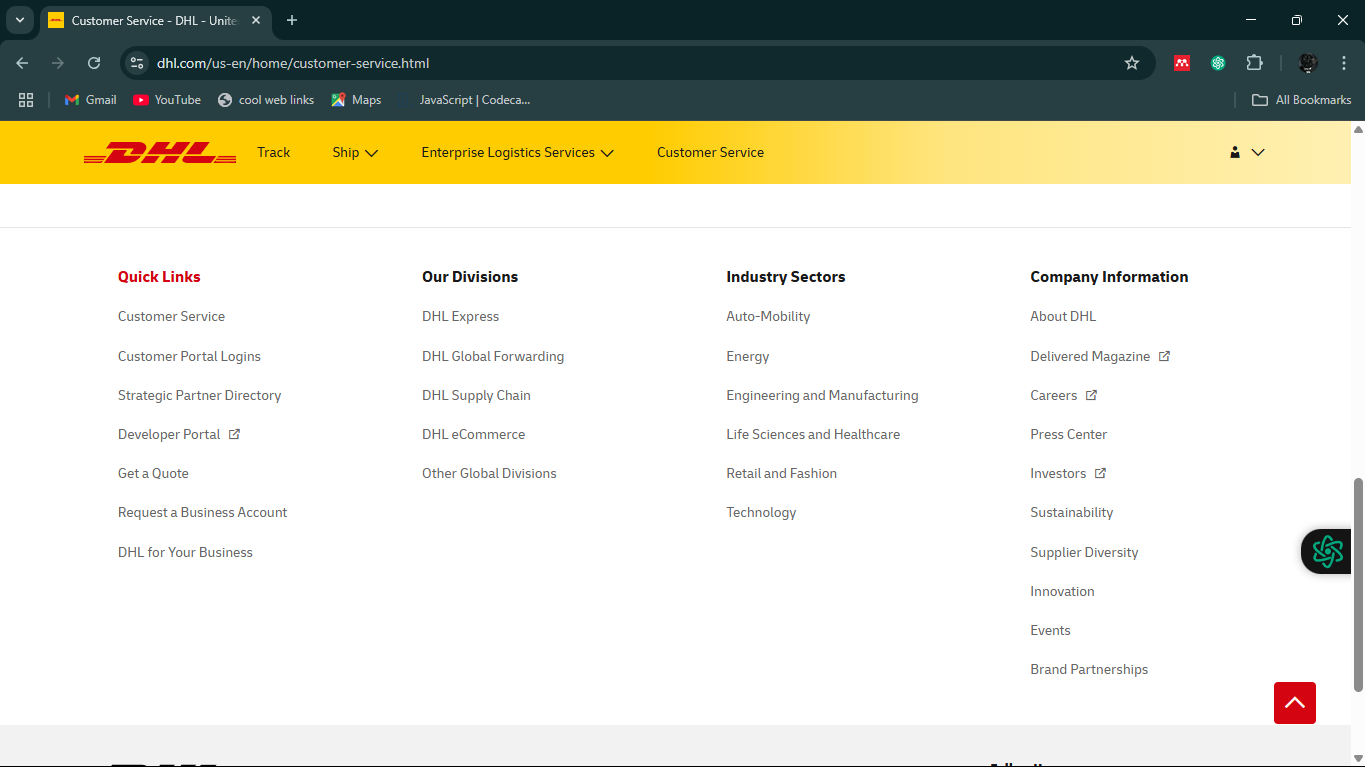 Customer Service - DHL - Unite
dhl.com/us-en/home/customer-service.html
Gmail
YouTube
cool web links
Maps
JavaScript | Codeca...
All Bookmarks
DHL
Track
Ship
Enterprise Logistics Services
Customer Service
Quick Links
Customer Service
Customer Portal Logins
Strategic Partner Directory
Developer Portal
Get a Quote
Request a Business Account
DHL for Your Business
Our Divisions
DHL Express
DHL Global Forwarding
DHL Supply Chain
DHL eCommerce
Other Global Divisions
Industry Sectors
Auto-Mobility
Energy
Engineering and Manufacturing
Life Sciences and Healthcare
Retail and Fashion
Technology
Company Information
About DHL
Delivered Magazine
Careers
Press Center
Investors
Sustainability
Supplier Diversity
Innovation
Events
Brand Partnerships